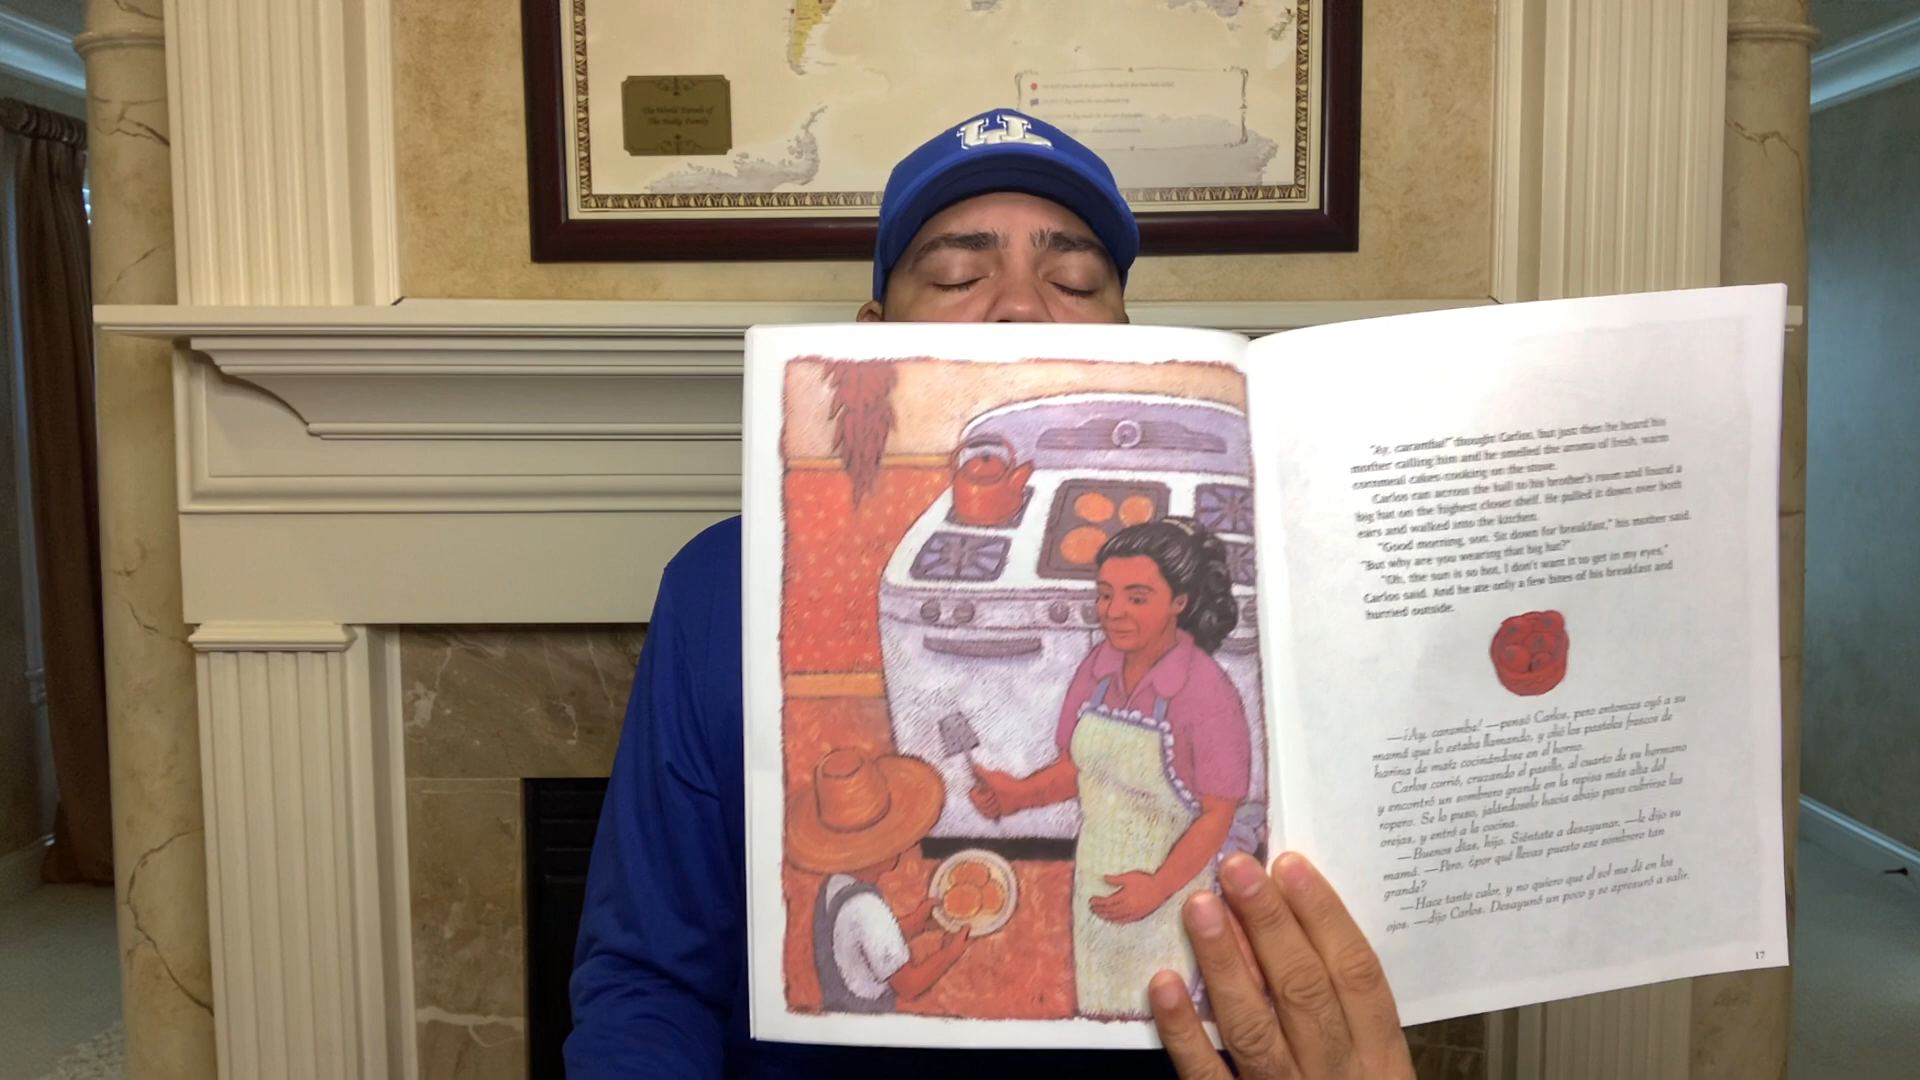 The World Travels of
The Family
UK
"Ay, caramba!" thought Carlos, but just then he heard his
mother calling him and he smelled the aroma of fresh, warm
cornmeal cakes cooking on the stove.
Carlos ran across the hall to his brother's room and found a
big hat on the highest closet shelf. He pulled it down over both
ears and walked into the kitchen.
"Good morning, son. Sit down for breakfast," his mother said.
"But why are you wearing that big hat?"
"Oh, the sun is so hot, I don't want it to get in my eyes,"
Carlos said. And he ate only a few bites of his breakfast and
hurried outside.
—¡Ay, caramba! —pensó Carlos, pero entonces oyó a su
mamá que lo estaba llamando, y olió los pasteles frescos de
harina de maíz cocinándose en el horno.
Carlos corrió, cruzando el pasillo, al cuarto de su hermano
y encontró un sombrero grande en la repisa más alta del
ropero. Se lo puso, jalándoselo hacia abajo para cubrirse las
orejas, y entró a la cocina.
—Buenos días, hijo. Siéntate a desayunar. —le dijo su
mamá. —Pero, ¿por qué llevas puesto ese sombrero tan
grande?
—Hace tanto calor, y no quiero que el sol me dé en los
ojos. —dijo Carlos. Desayunó un poco y se apresuró a salir.
17